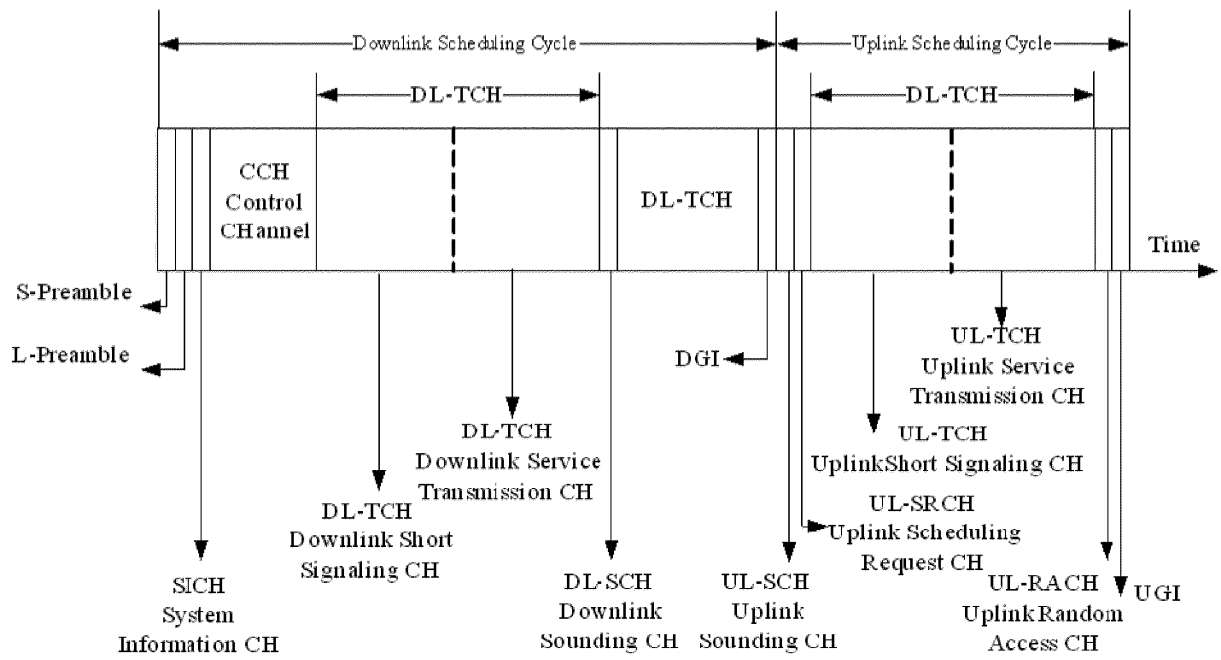 Downlink Scheduling Cycle
Uplink Scheduling Cycle
DL-TCH
DL-TCH
CCH
Control
CHannel
DL-TCH
Time
S-Preamble
L-Preamble
DGI
UL-TCH
Uplink Service
Transmission CH
DL-TCH
Downlink Service
Transmission CH
UL-TCH
UplinkShort Signaling CH
DL-TCH
Downlink Short
Signaling CH
UL-SRCH
Uplink Scheduling
Request CH
SICH
System
Information CH
DL-SCH
Downlink
Sounding CH
UL-SCH
Uplink
Sounding CH
UL-RACH
UplinkRandom
Access CH
UGI